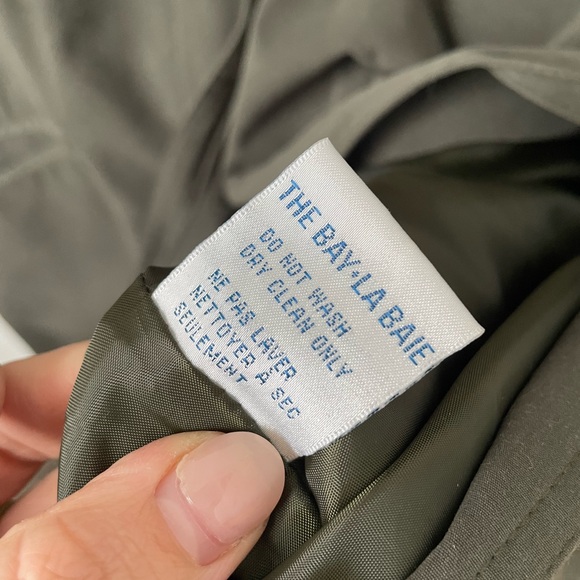 THE BAY·LA BAIE
DO NOT WASH
DRY CLEAN ONLY
NE PAS LAVER
NETTOYER A SEC
SEULEMENT